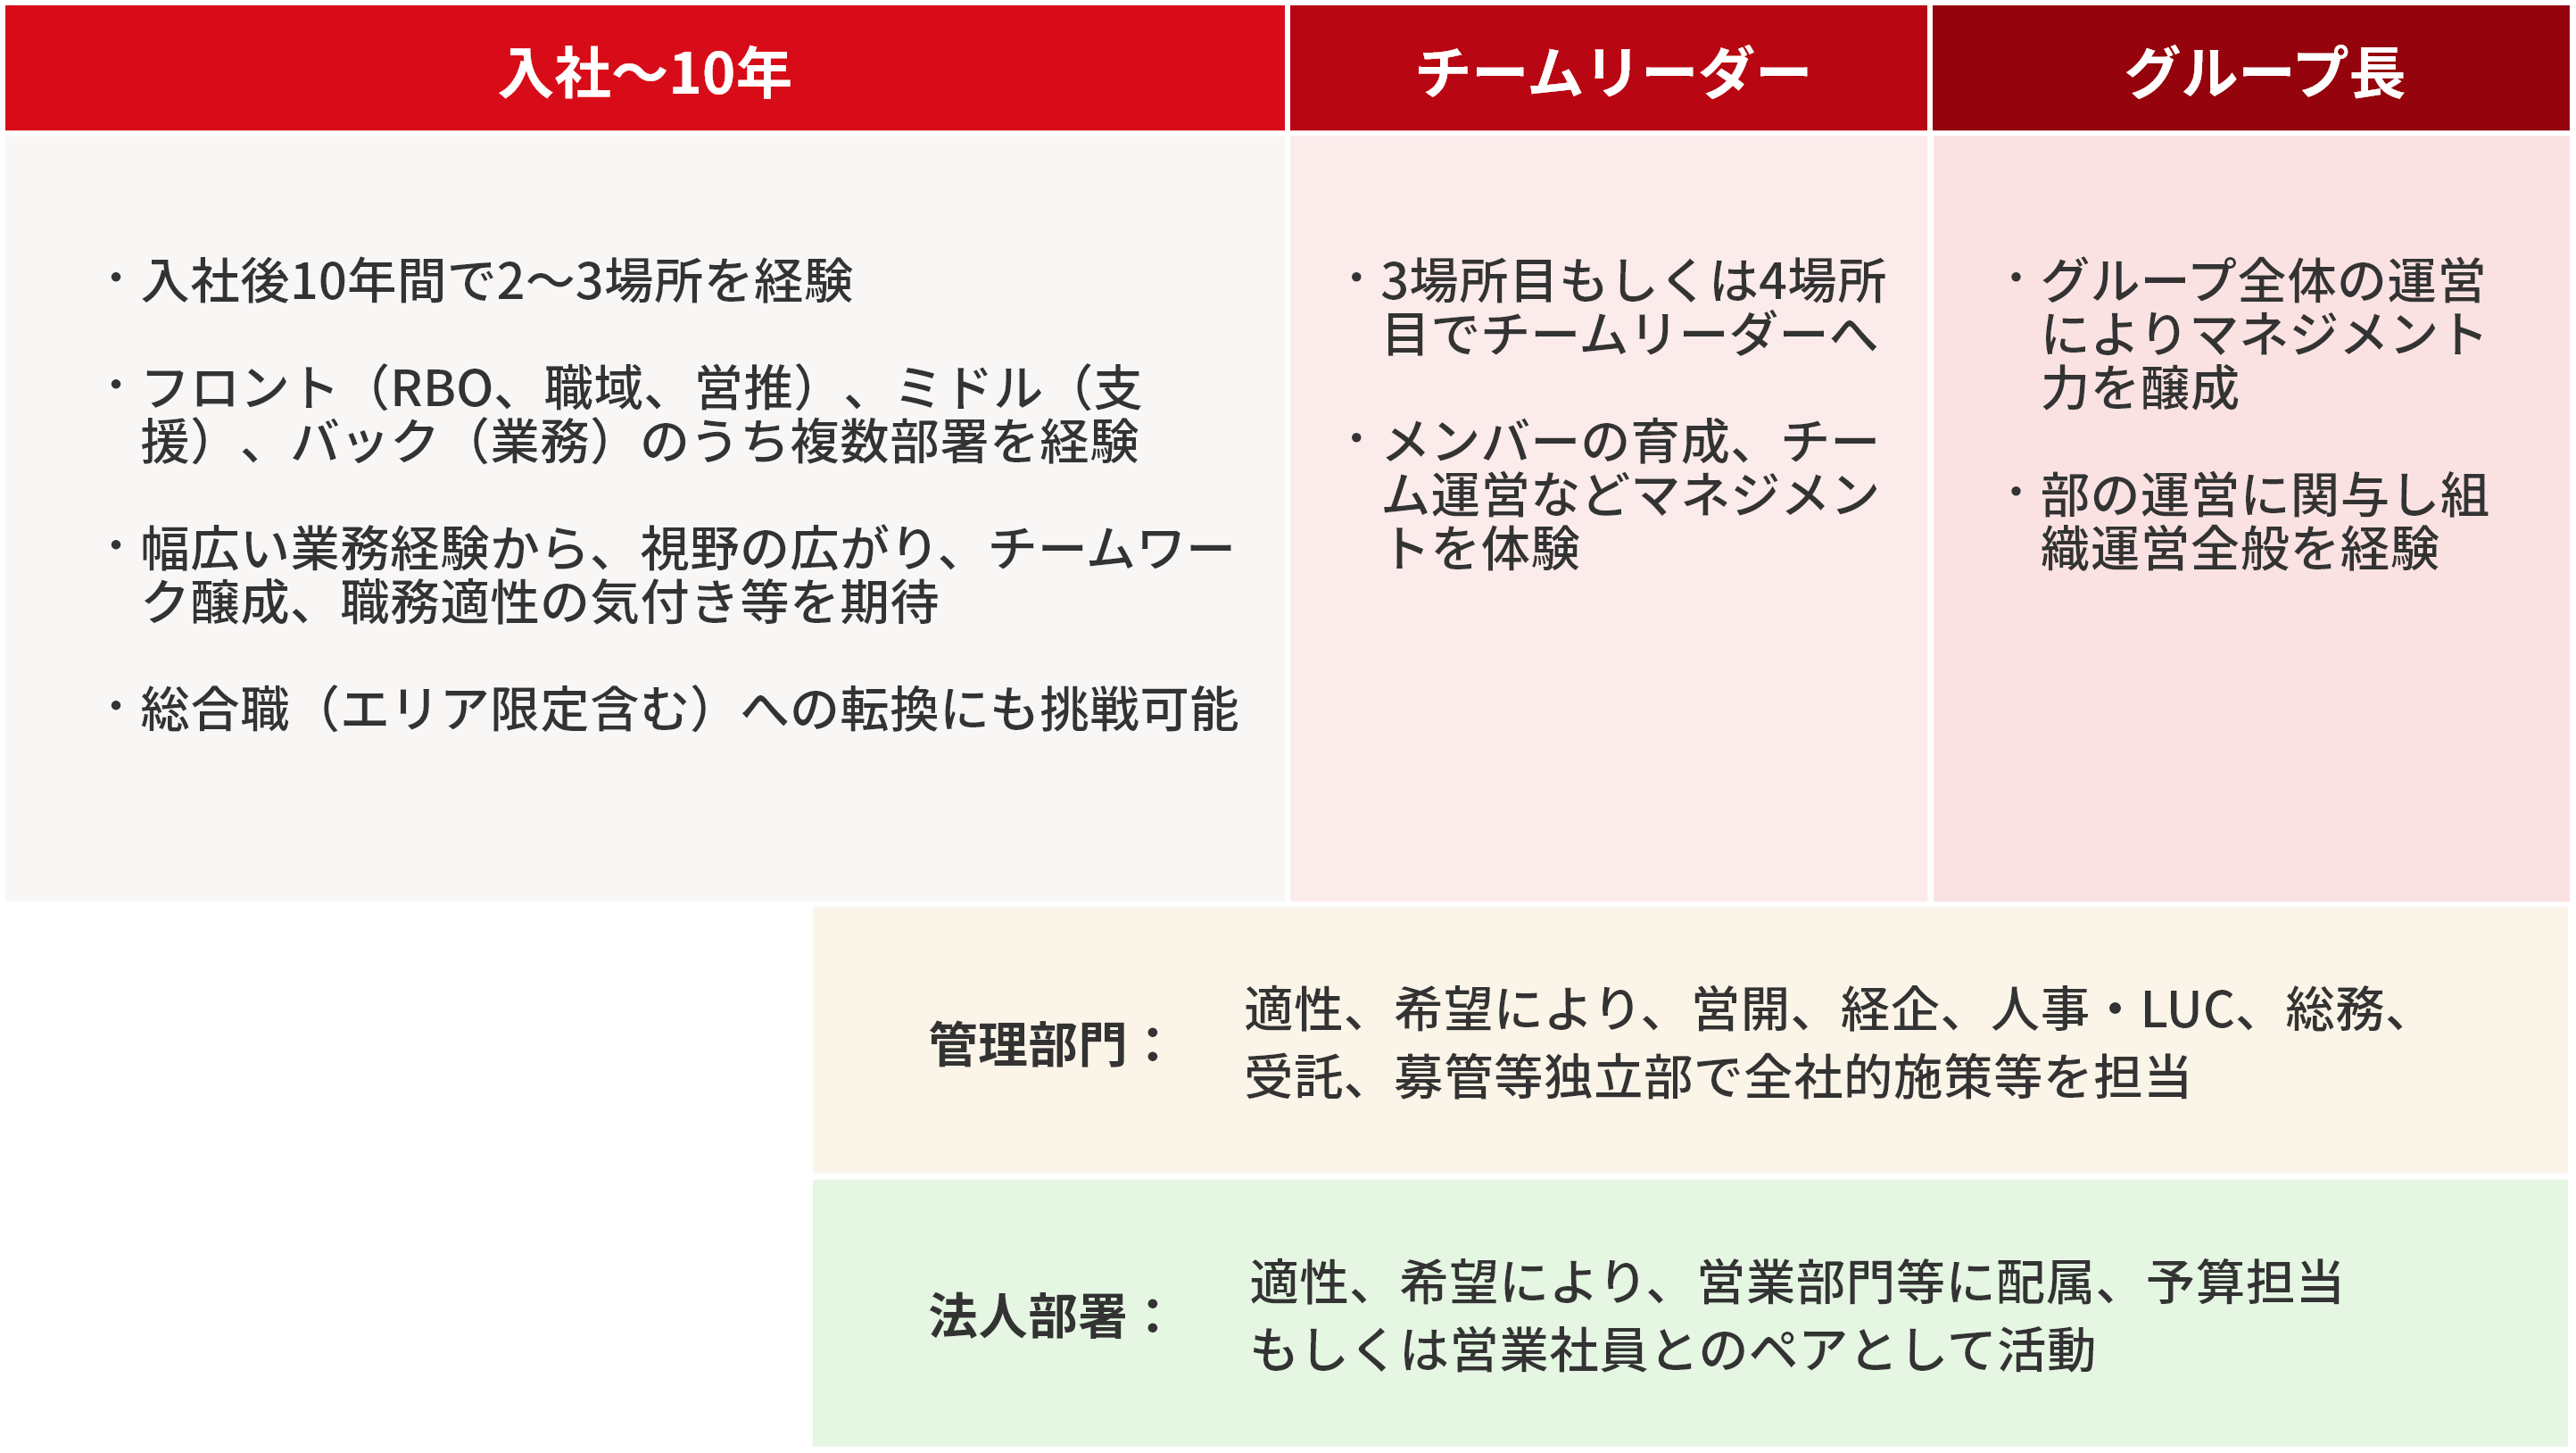 入社～10年
チームリーダー
グループ長
・入社後10年間で2～3場所を経験
・フロント（RBO、職域、営推）、ミドル（支
援）、バック（業務）のうち複数部署を経験
・幅広い業務経験から、視野の広がり、チームワー
ク醸成、職務適性の気付き等を期待
・総合職（エリア限定含む）への転換にも挑戦可能
・3場所目もしくは4場所
目でチームリーダーへ
・メンバーの育成、チー
ム運営などマネジメン
トを体験
・グループ全体の運営
によりマネジメント
力を醸成
・部の運営に関与し組
織運営全般を経験
管理部門：
適性、希望により、営開、経企、人事・LUC、総務、
受託、募管等独立部で全社的施策等を担当
法人部署：
適性、希望により、営業部門等に配属、予算担当
もしくは営業社員とのペアとして活動